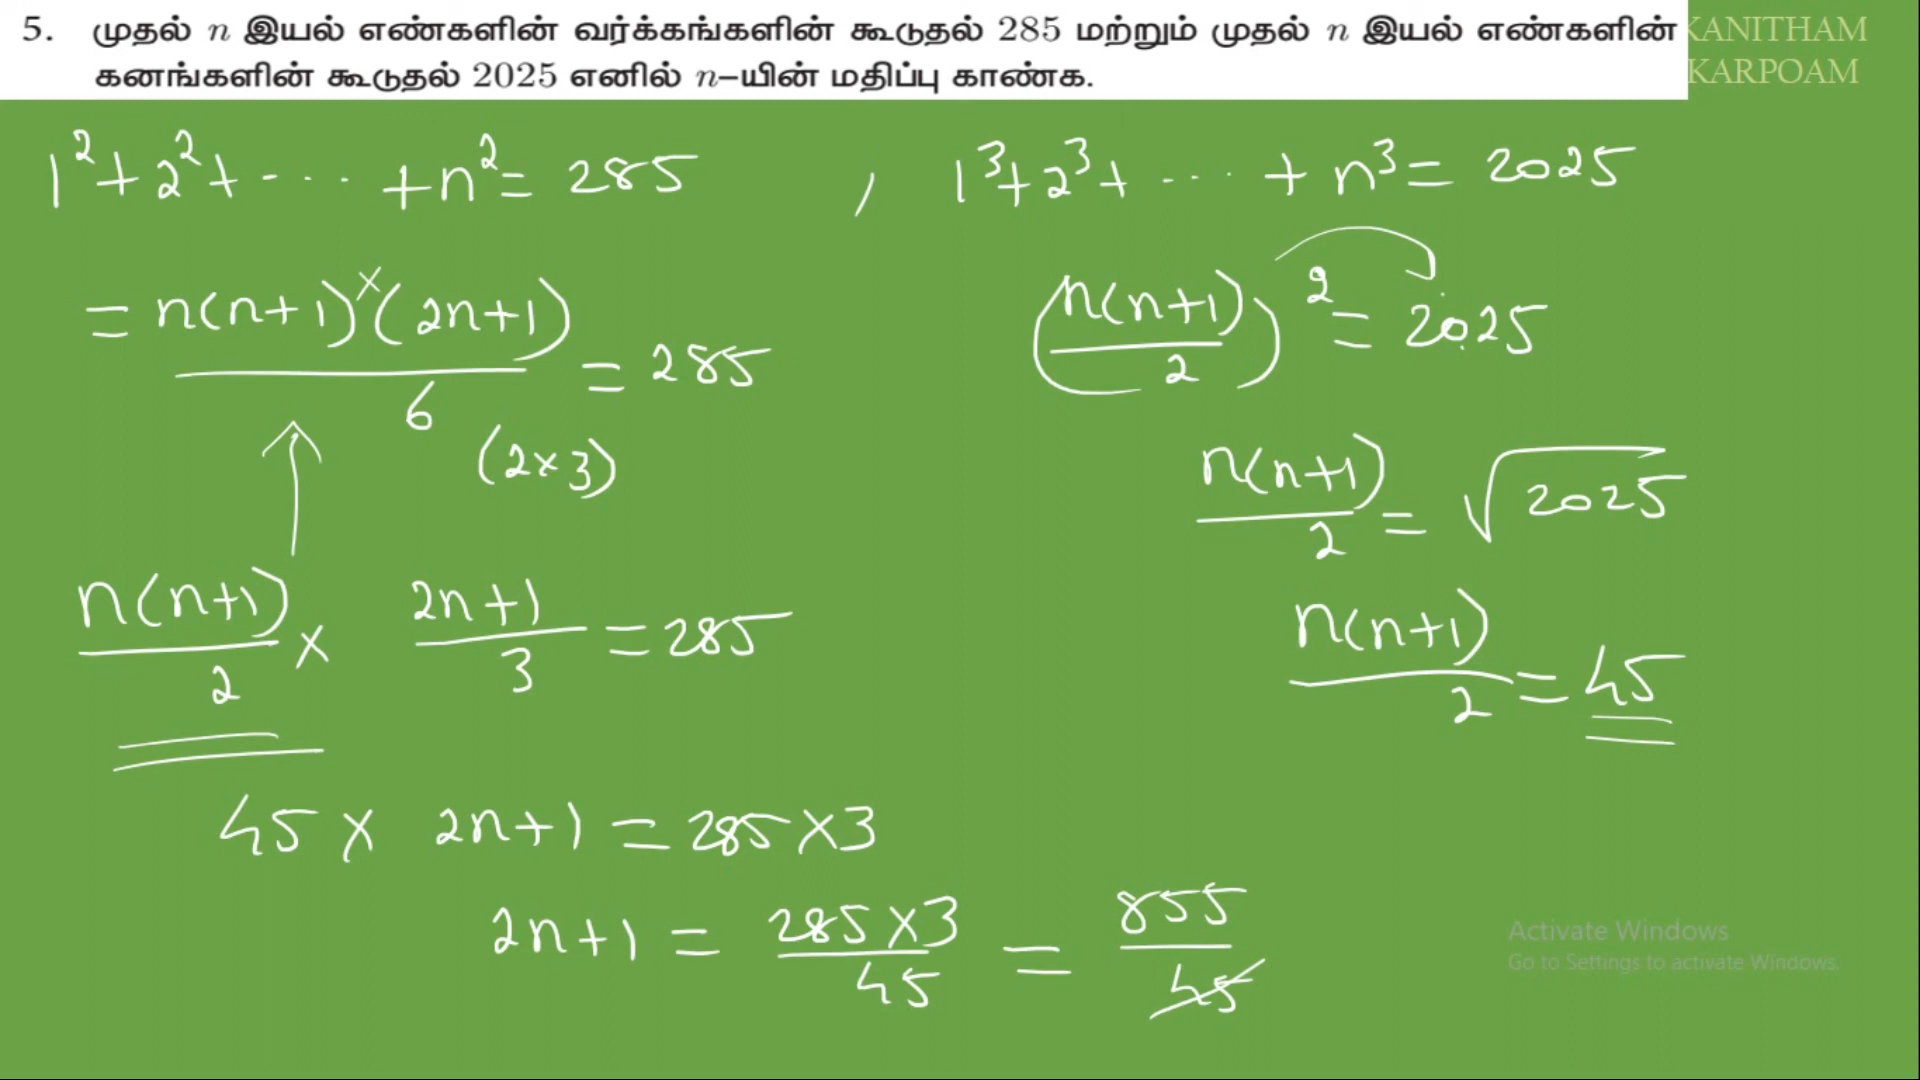 5. முதல் n இயல் எண்களின் வர்க்கங்களின் கூடுதல் 285 மற்றும் முதல் n இயல் எண்களின்
கனங்களின் கூடுதல் 2025 எனில் n–யின் மதிப்பு காண்க.
KANITHAM
KARPOAM
1² + 2² + ---- + n² = 285 , 1³ + 2³ + ---- + n³ = 2025
= n(n+1)×(2n+1) / 6 = 285
(2×3)
(n(n+1) / 2)² = 2025
n(n+1) / 2 = √2025
n(n+1) / 2 × 2n+1 / 3 = 285
n(n+1) / 2 = 45
45 × 2n+1 = 285×3
2n+1 = 285×3 / 45 = 855 / 45
Activate Windows
Go to Settings to activate Windows.